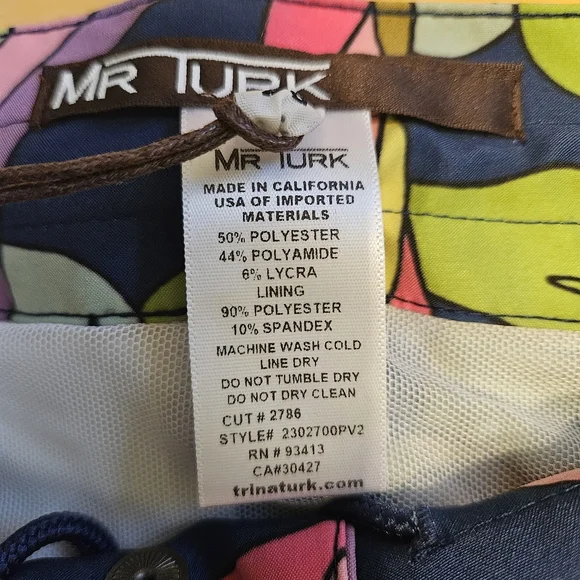 MR TURK
MR TURK
MADE IN CALIFORNIA
USA OF IMPORTED
MATERIALS
50% POLYESTER
44% POLYAMIDE
6% LYCRA
LINING
90% POLYESTER
10% SPANDEX
MACHINE WASH COLD
LINE DRY
DO NOT TUMBLE DRY
DO NOT DRY CLEAN
CUT # 2786
STYLE# 2302700PV2
RN # 93413
CA#30427
trinaturk.com